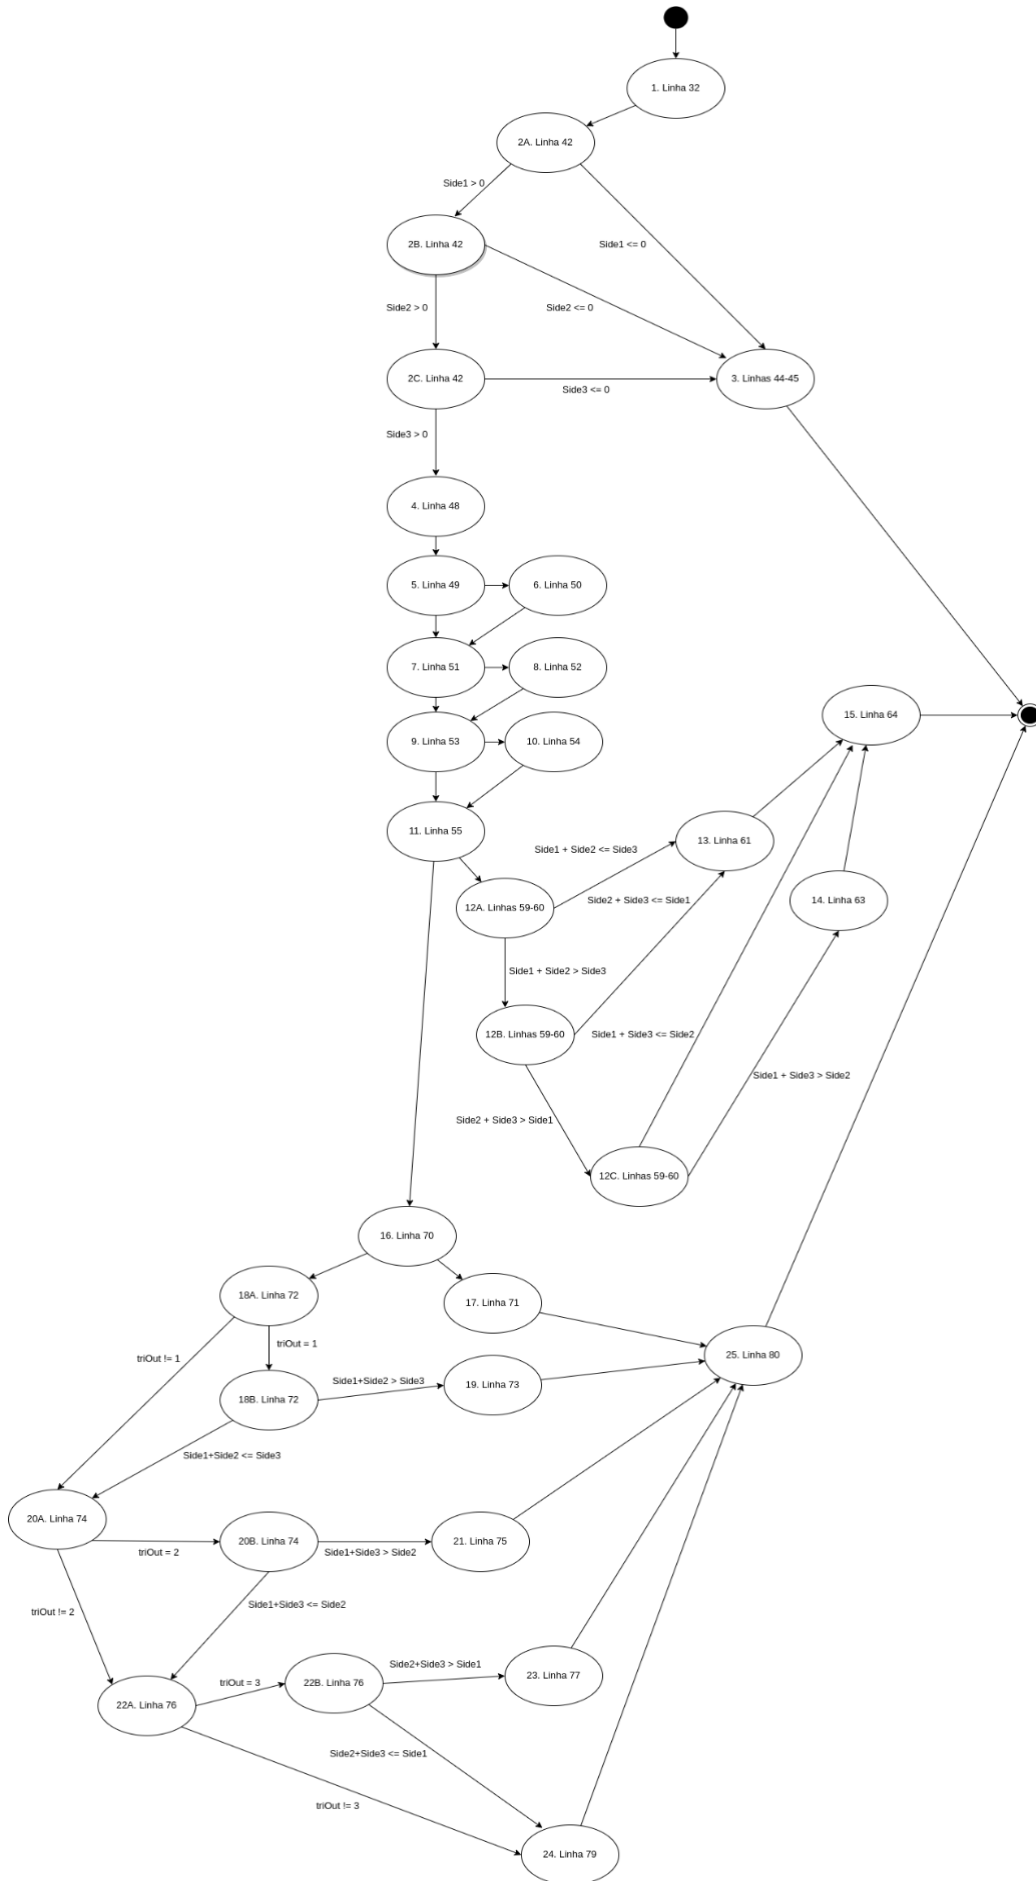 1. Linha 32
2A. Linha 42
Side1 > 0
2B. Linha 42
Side1 <= 0
Side2 > 0
Side2 <= 0
2C. Linha 42
3. Linhas 44-45
Side3 <= 0
Side3 > 0
4. Linha 48
5. Linha 49
6. Linha 50
7. Linha 51
8. Linha 52
9. Linha 53
10. Linha 54
15. Linha 64
11. Linha 55
13. Linha 61
Side1 + Side2 <= Side3
Side2 + Side3 <= Side1
14. Linha 63
12A. Linhas 59-60
Side1 + Side2 > Side3
12B. Linhas 59-60
Side1 + Side3 <= Side2
Side1 + Side3 > Side2
Side2 + Side3 > Side1
12C. Linhas 59-60
16. Linha 70
18A. Linha 72
17. Linha 71
triOut = 1
triOut != 1
25. Linha 80
Side1+Side2 > Side3
18B. Linha 72
19. Linha 73
Side1+Side2 <= Side3
20A. Linha 74
20B. Linha 74
21. Linha 75
triOut = 2
Side1+Side3 > Side2
Side1+Side3 <= Side2
triOut != 2
Side2+Side3 > Side1
22B. Linha 76
23. Linha 77
triOut = 3
22A. Linha 76
Side2+Side3 <= Side1
triOut != 3
24. Linha 79